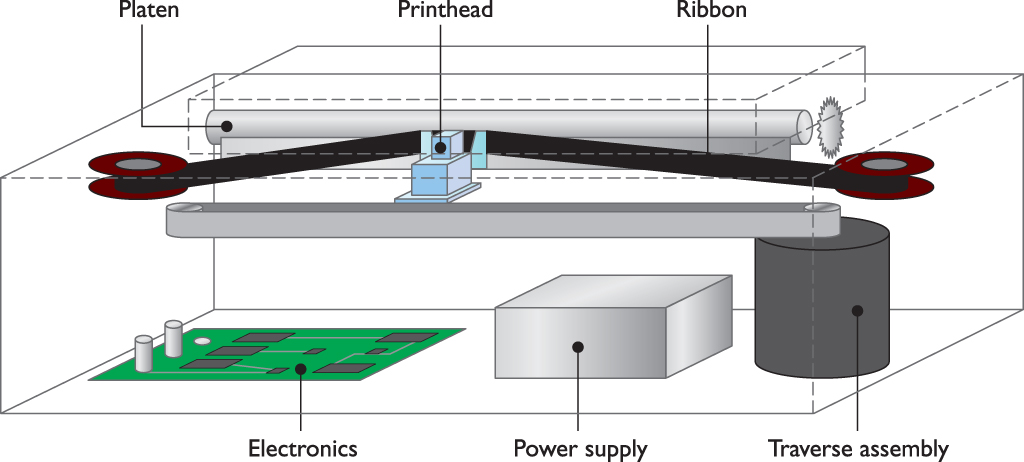 Platen
Printhead
Ribbon
Electronics
Power supply
Traverse assembly